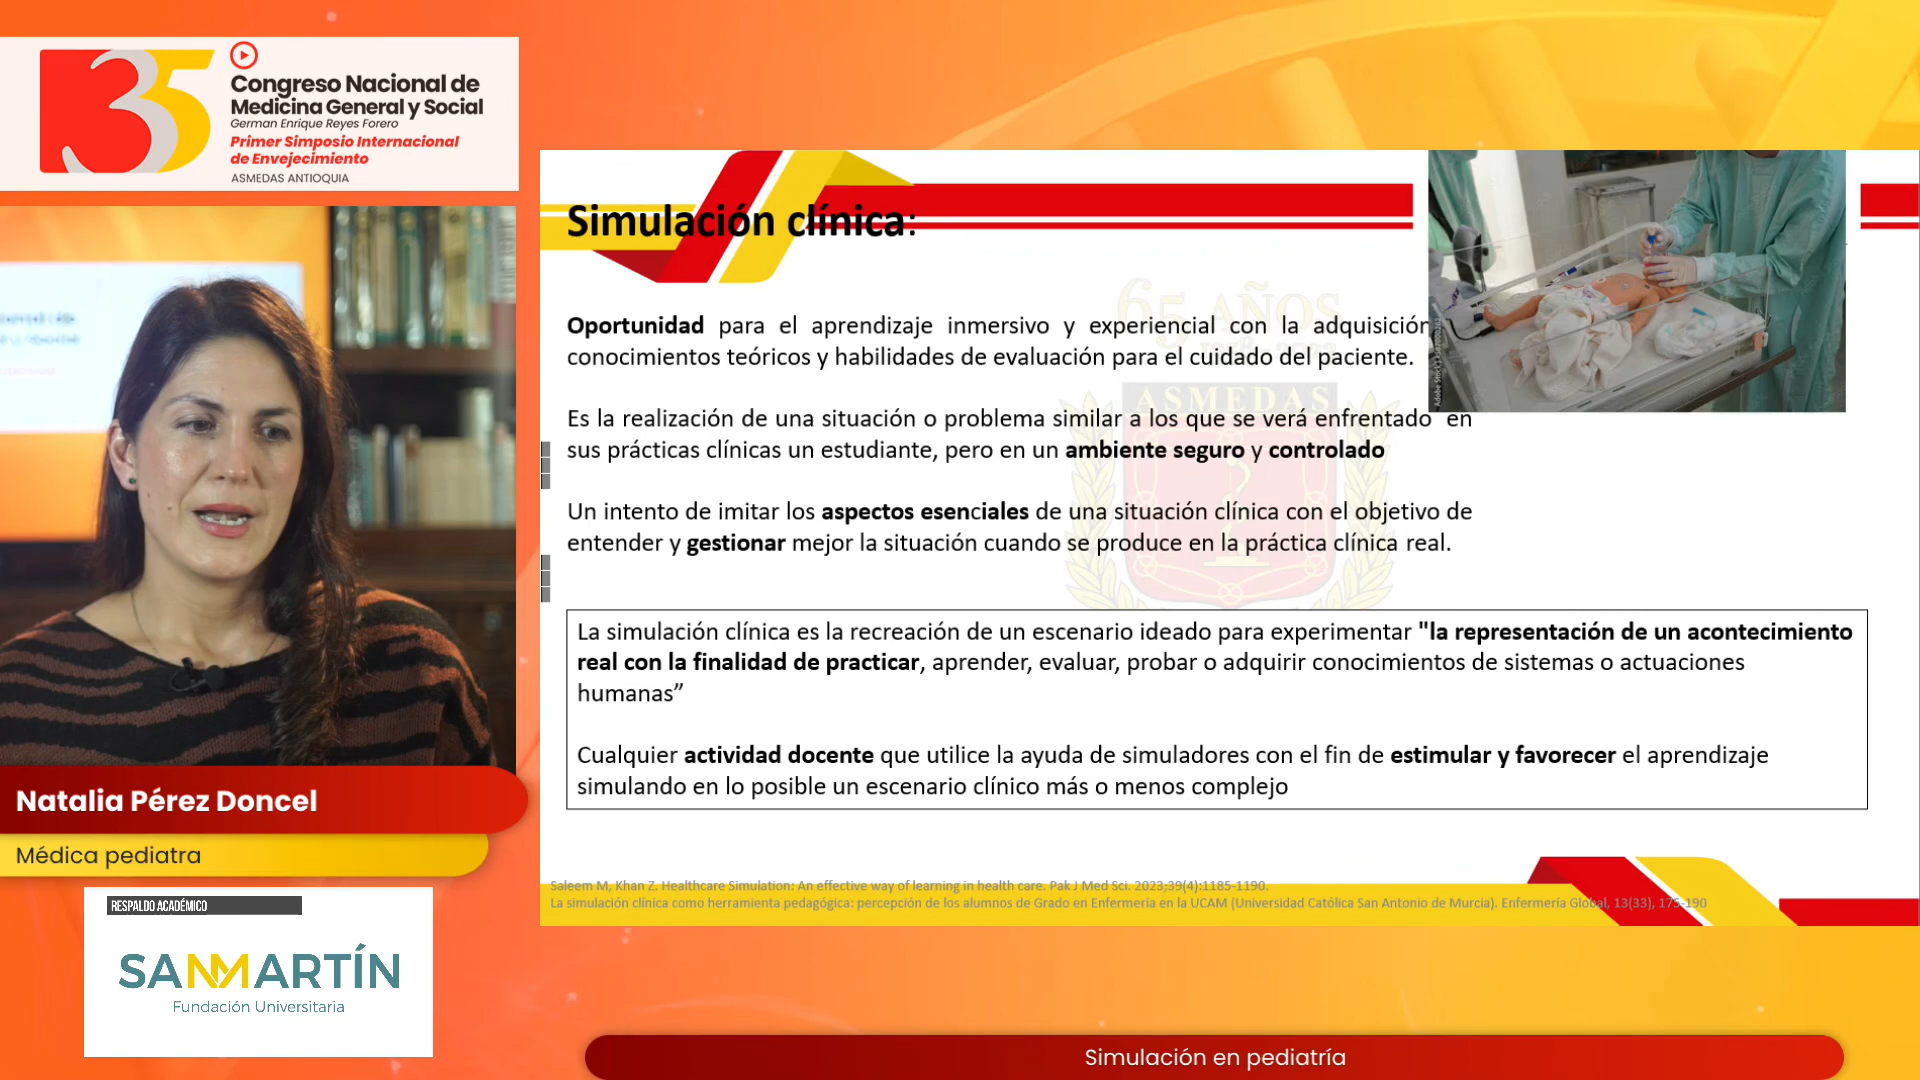 35
Congreso Nacional de
Medicina General y Social
German Enrique Reyes Forero
Primer Simposio Internacional
de Envejecimiento
ASMEDAS ANTIOQUIA
Natalia Pérez Doncel
Médica pediatra
RESPALDO ACADÉMICO
SANMARTÍN
Fundación Universitaria
Simulación clínica:
65 AÑOS
ASMEDAS
Oportunidad para el aprendizaje inmersivo y experiencial con la adquisición
conocimientos teóricos y habilidades de evaluación para el cuidado del paciente.
Es la realización de una situación o problema similar a los que se verá enfrentado en
sus prácticas clínicas un estudiante, pero en un ambiente seguro y controlado
Un intento de imitar los aspectos esenciales de una situación clínica con el objetivo de
entender y gestionar mejor la situación cuando se produce en la práctica clínica real.
La simulación clínica es la recreación de un escenario ideado para experimentar "la representación de un acontecimiento
real con la finalidad de practicar, aprender, evaluar, probar o adquirir conocimientos de sistemas o actuaciones
humanas”
Cualquier actividad docente que utilice la ayuda de simuladores con el fin de estimular y favorecer el aprendizaje
simulando en lo posible un escenario clínico más o menos complejo
Saleem M, Khan Z. Healthcare Simulation: An effective way of learning in health care. Pak J Med Sci. 2023;39(4):1185-1190.
La simulación clínica como herramienta pedagógica: percepción de los alumnos de Grado en Enfermería en la UCAM (Universidad Católica San Antonio de Murcia). Enfermería Global, 13(33), 175-190
Simulación en pediatría